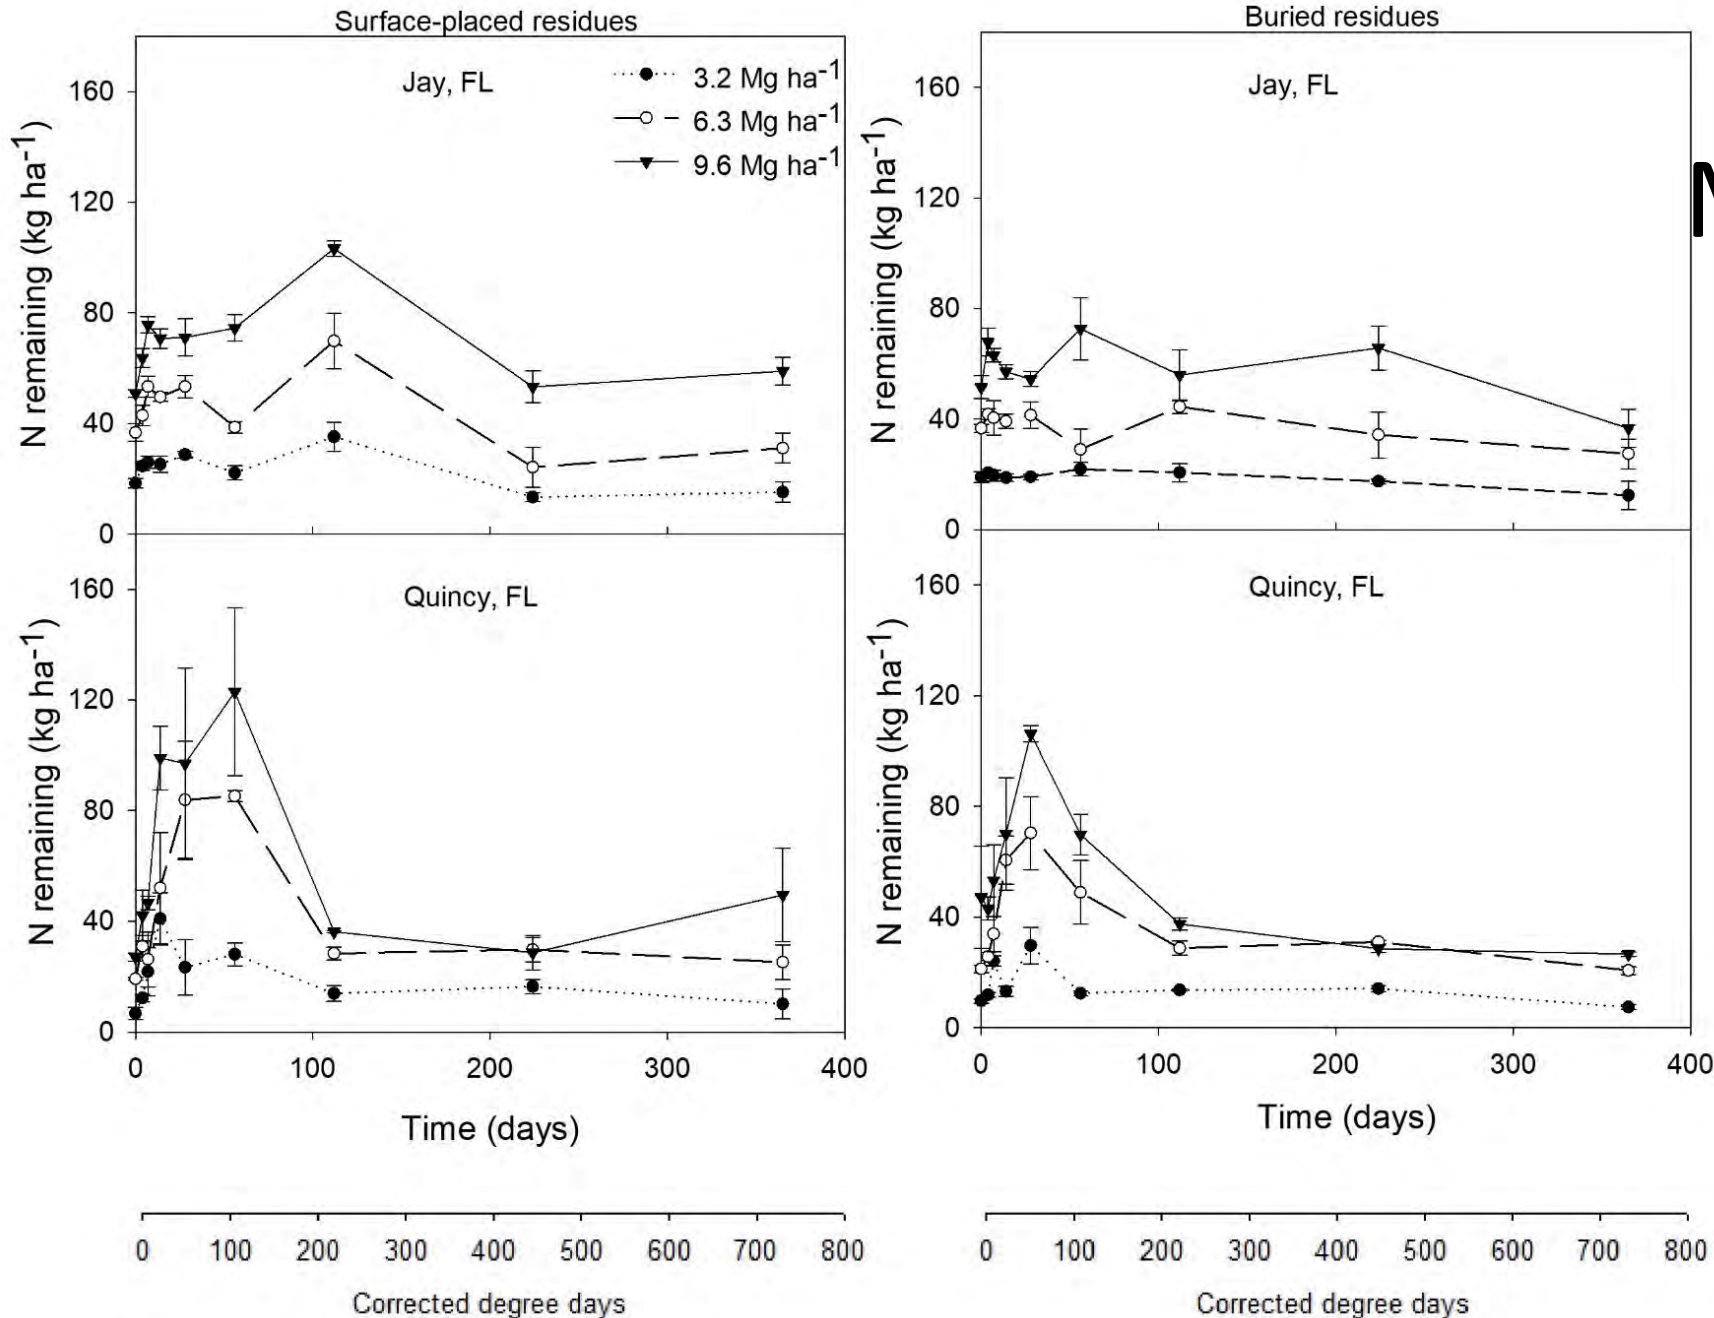 Surface-placed residues
Jay, FL
3.2 Mg ha⁻¹
6.3 Mg ha⁻¹
9.6 Mg ha⁻¹
N remaining (kg ha⁻¹)
160
120
80
40
0
Quincy, FL
N remaining (kg ha⁻¹)
160
120
80
40
0
0 100 200 300 400
Time (days)
0 100 200 300 400 500 600 700 800
Corrected degree days
Buried residues
Jay, FL
N remaining (kg ha⁻¹)
160
120
80
40
0
N
Quincy, FL
N remaining (kg ha⁻¹)
160
120
80
40
0
0 100 200 300 400
Time (days)
0 100 200 300 400 500 600 700 800
Corrected degree days